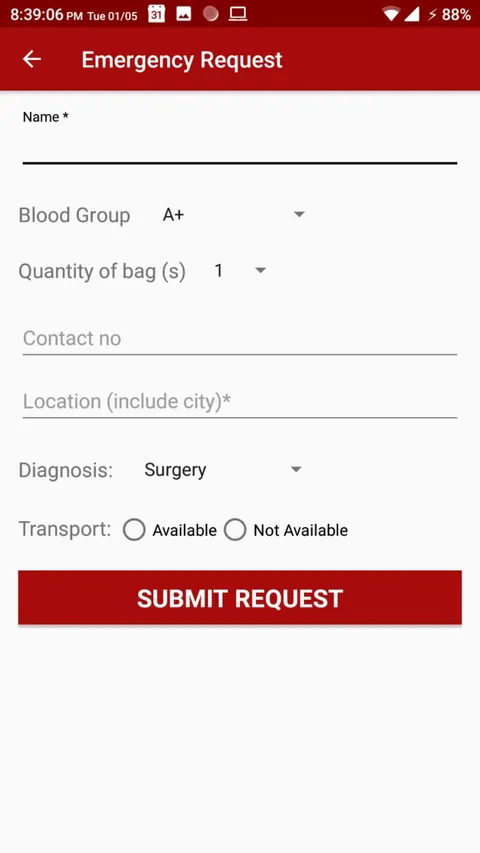 8:39:06 PM Tue 01/05 31 88%
Emergency Request
Name *
Blood Group A+
Quantity of bag (s) 1
Contact no
Location (include city)*
Diagnosis: Surgery
Transport: Available Not Available
SUBMIT REQUEST